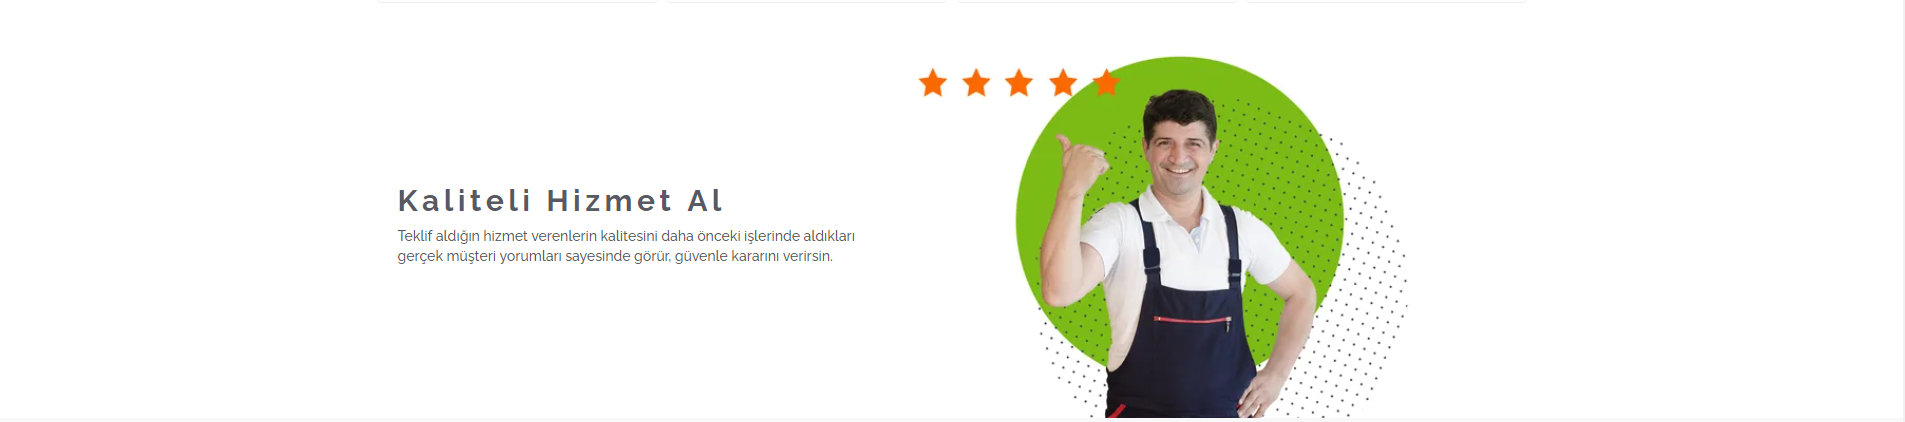 Kaliteli Hizmet Al
Teklif aldığın hizmet verenlerin kalitesini daha önceki işlerinde aldıkları
gerçek müşteri yorumları sayesinde görür, güvenle kararını verirsin.